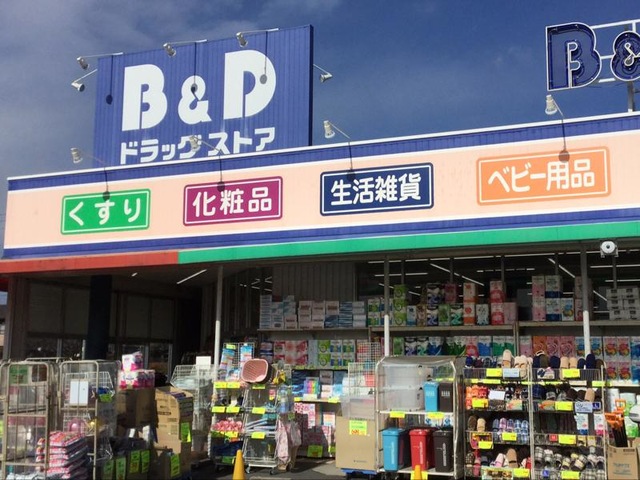 B&D
ドラッグストア
B&
くすり
化粧品
生活雑貨
ベビー用品